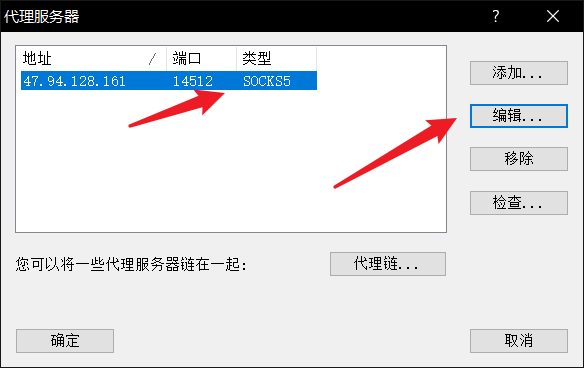 代理服务器 ?
地址 / 端口 类型
47.94.128.161 14512 SOCKS5
添加...
编辑...
移除
检查...
您可以将一些代理服务器链在一起:
代理链...
确定 取消